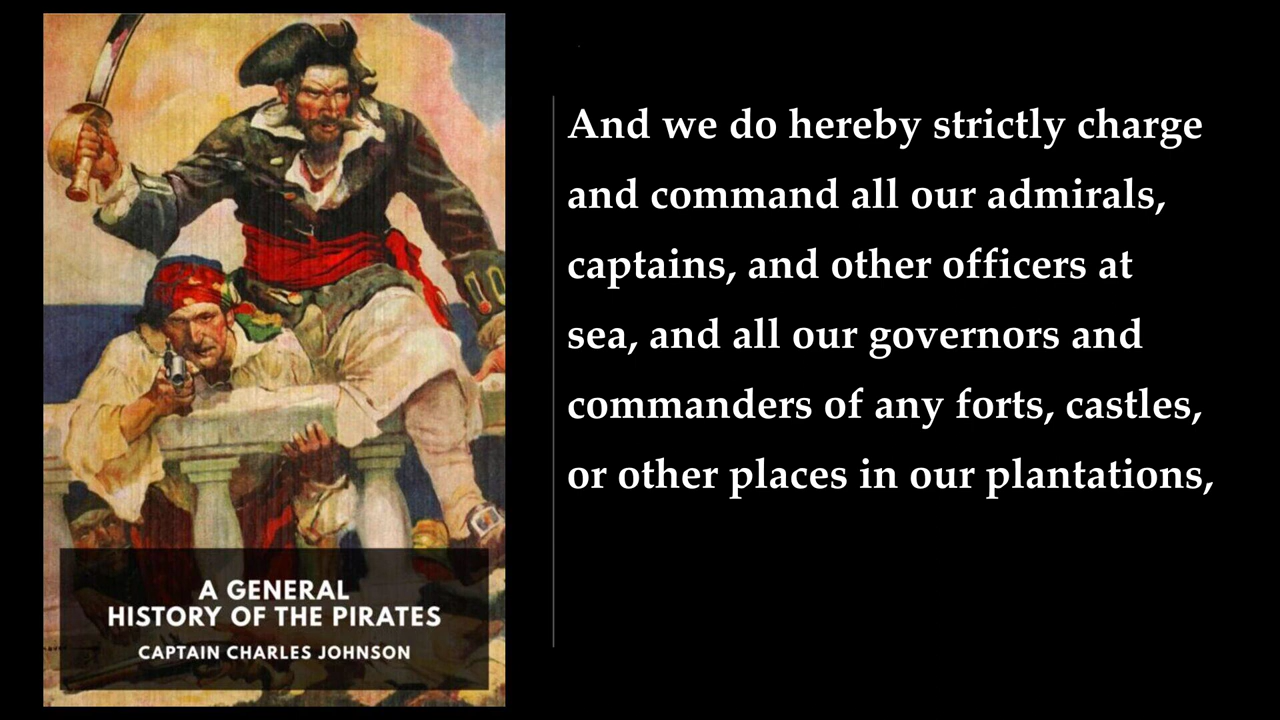 A GENERAL
HISTORY OF THE PIRATES
CAPTAIN CHARLES JOHNSON
And we do hereby strictly charge
and command all our admirals,
captains, and other officers at
sea, and all our governors and
commanders of any forts, castles,
or other places in our plantations,